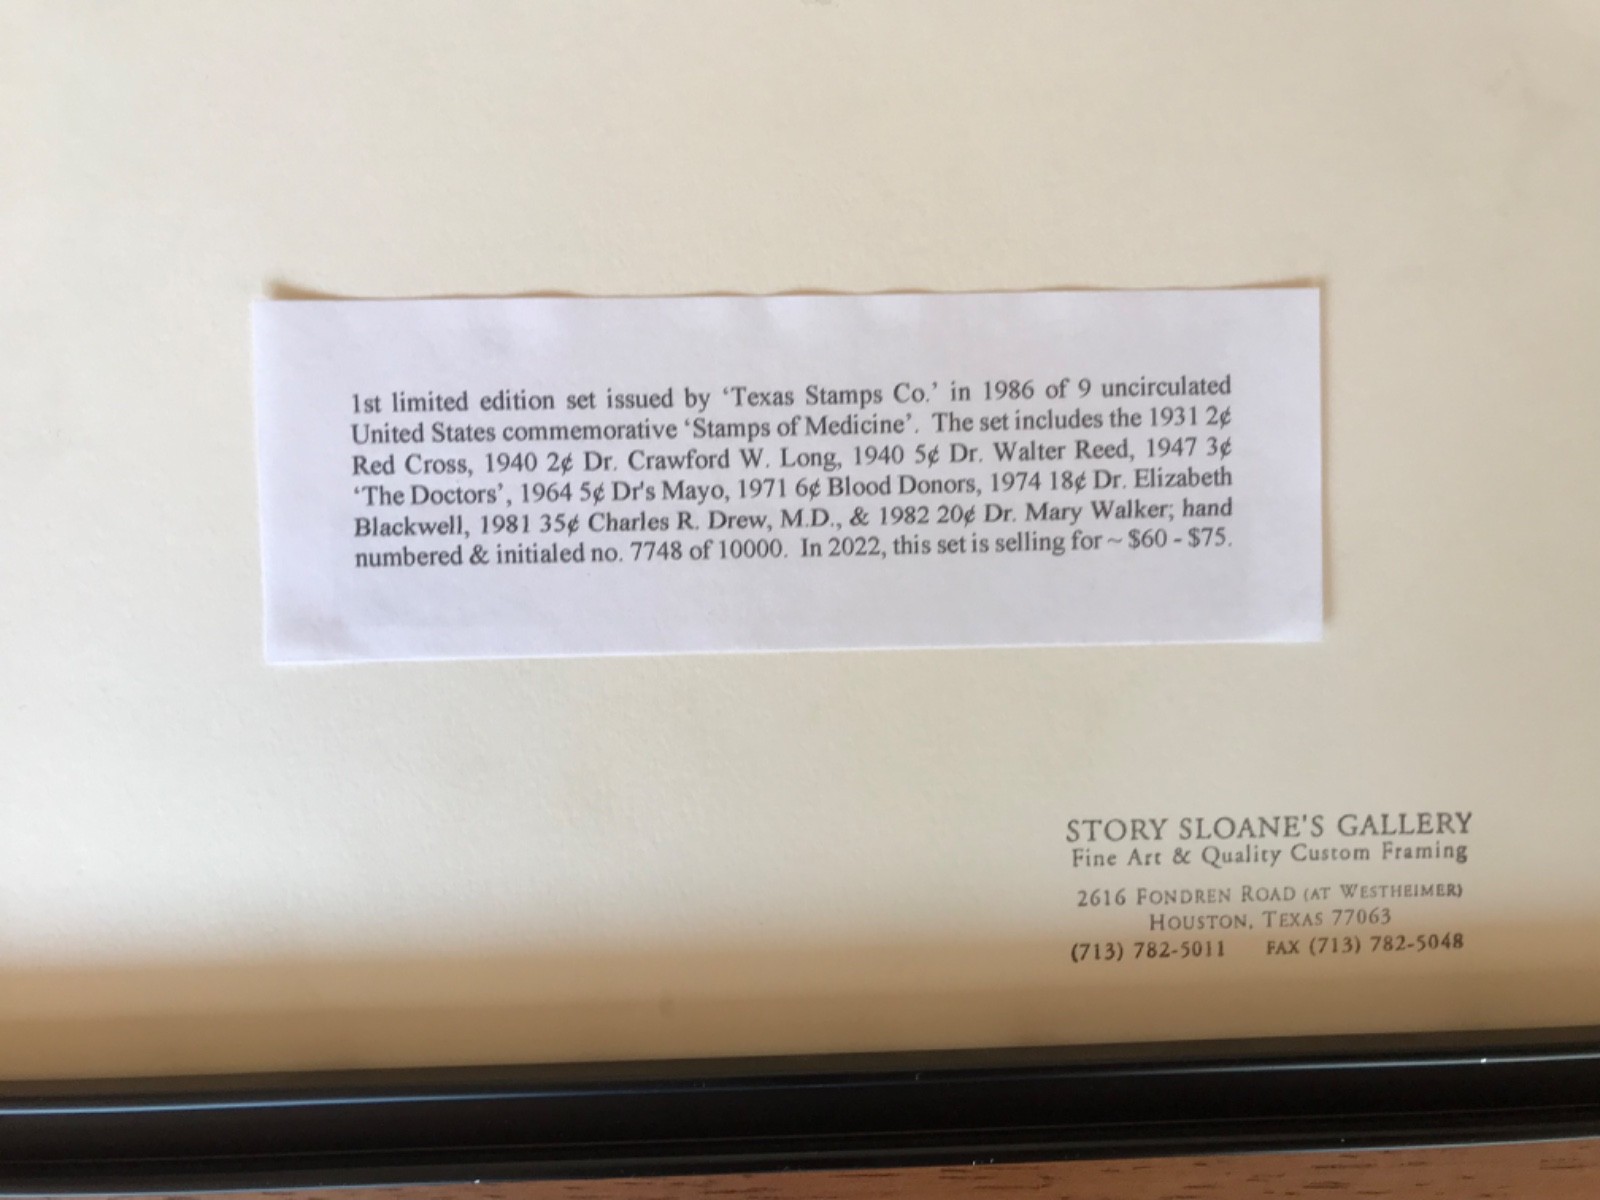 1st limited edition set issued by ‘Texas Stamps Co.’ in 1986 of 9 uncirculated
United States commemorative ‘Stamps of Medicine’. The set includes the 1931 2¢
Red Cross, 1940 2¢ Dr. Crawford W. Long, 1940 5¢ Dr. Walter Reed, 1947 3¢
‘The Doctors’, 1964 5¢ Dr's Mayo, 1971 6¢ Blood Donors, 1974 18¢ Dr. Elizabeth
Blackwell, 1981 35¢ Charles R. Drew, M.D., & 1982 20¢ Dr. Mary Walker; hand
numbered & initialed no. 7748 of 10000. In 2022, this set is selling for ~ $60 - $75.
STORY SLOANE'S GALLERY
Fine Art & Quality Custom Framing
2616 FONDREN ROAD (AT WESTHEIMER)
HOUSTON, TEXAS 77063
(713) 782-5011 FAX (713) 782-5048